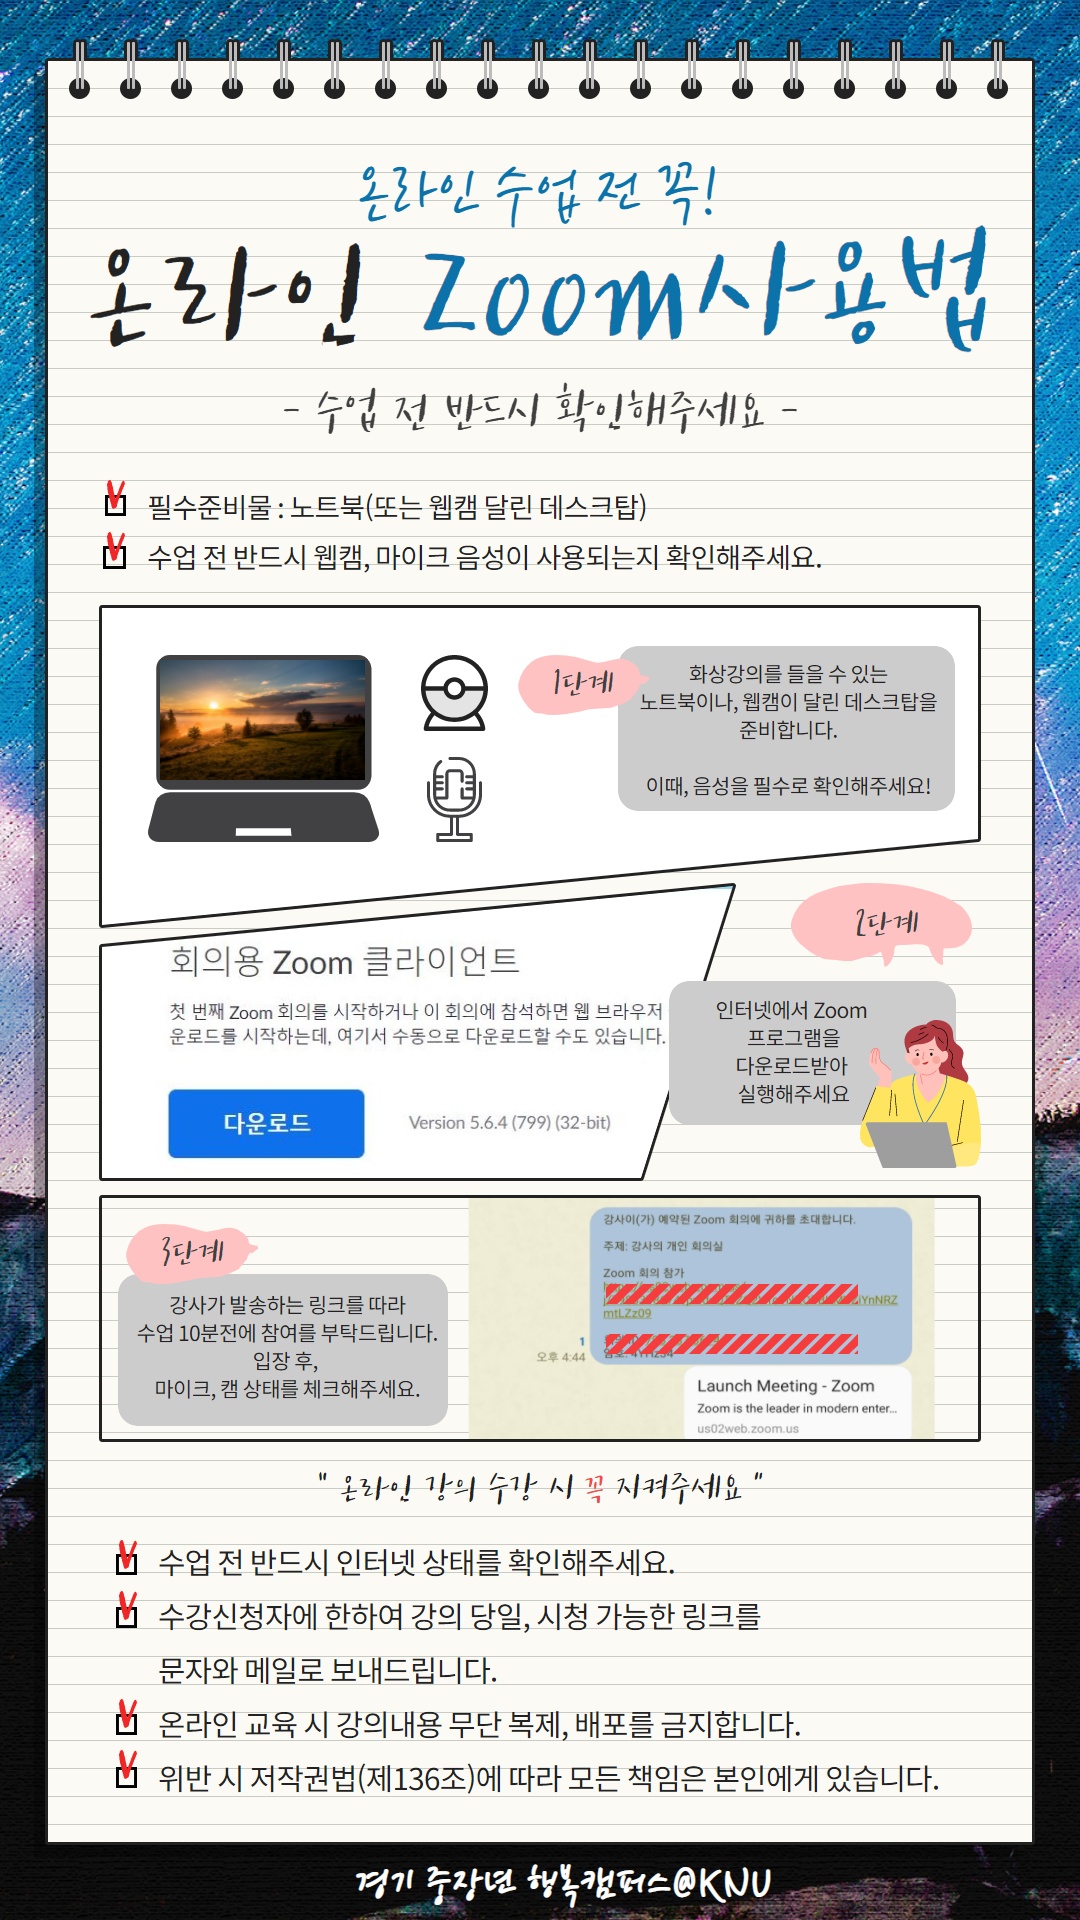 온라인 수업 전 꼭!
온라인 Zoom사용법
- 수업 전 반드시 확인해주세요 -
필수준비물 : 노트북(또는 웹캠 달린 데스크탑)
수업 전 반드시 웹캠, 마이크 음성이 사용되는지 확인해주세요.
1단계
화상강의를 들을 수 있는
노트북이나, 웹캠이 달린 데스크탑을
준비합니다.
이때, 음성을 필수로 확인해주세요!
회의용 Zoom 클라이언트
첫 번째 Zoom 회의를 시작하거나 이 회의에 참석하면 웹 브라우저
운로드를 시작하는데, 여기서 수동으로 다운로드할 수도 있습니다.
다운로드
Version 5.6.4 (799) (32-bit)
2단계
인터넷에서 Zoom
프로그램을
다운로드받아
실행해주세요
3단계
강사가 발송하는 링크를 따라
수업 10분전에 참여를 부탁드립니다.
입장 후,
마이크, 캠 상태를 체크해주세요.
강사이(가) 예약된 Zoom 회의에 귀하를 초대합니다.
주제: 강사의 개인 회의실
Zoom 회의 참가
mtLZz09
1
오후 4:44
Launch Meeting - Zoom
Zoom is the leader in modern enter...
us02web.zoom.us
" 온라인 강의 수강 시 꼭 지켜주세요 "
수업 전 반드시 인터넷 상태를 확인해주세요.
수강신청자에 한하여 강의 당일, 시청 가능한 링크를
문자와 메일로 보내드립니다.
온라인 교육 시 강의내용 무단 복제, 배포를 금지합니다.
위반 시 저작권법(제136조)에 따라 모든 책임은 본인에게 있습니다.
경기 중장년 행복캠퍼스@KNU